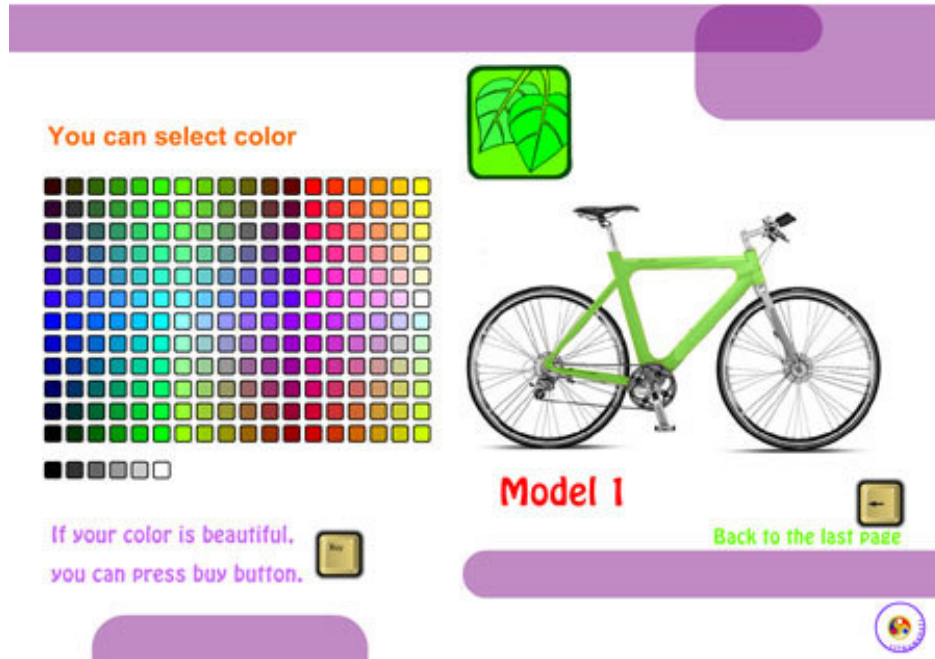 You can select color
Model 1
If your color is beautiful,
you can press buy button.
Buy
Back to the last page